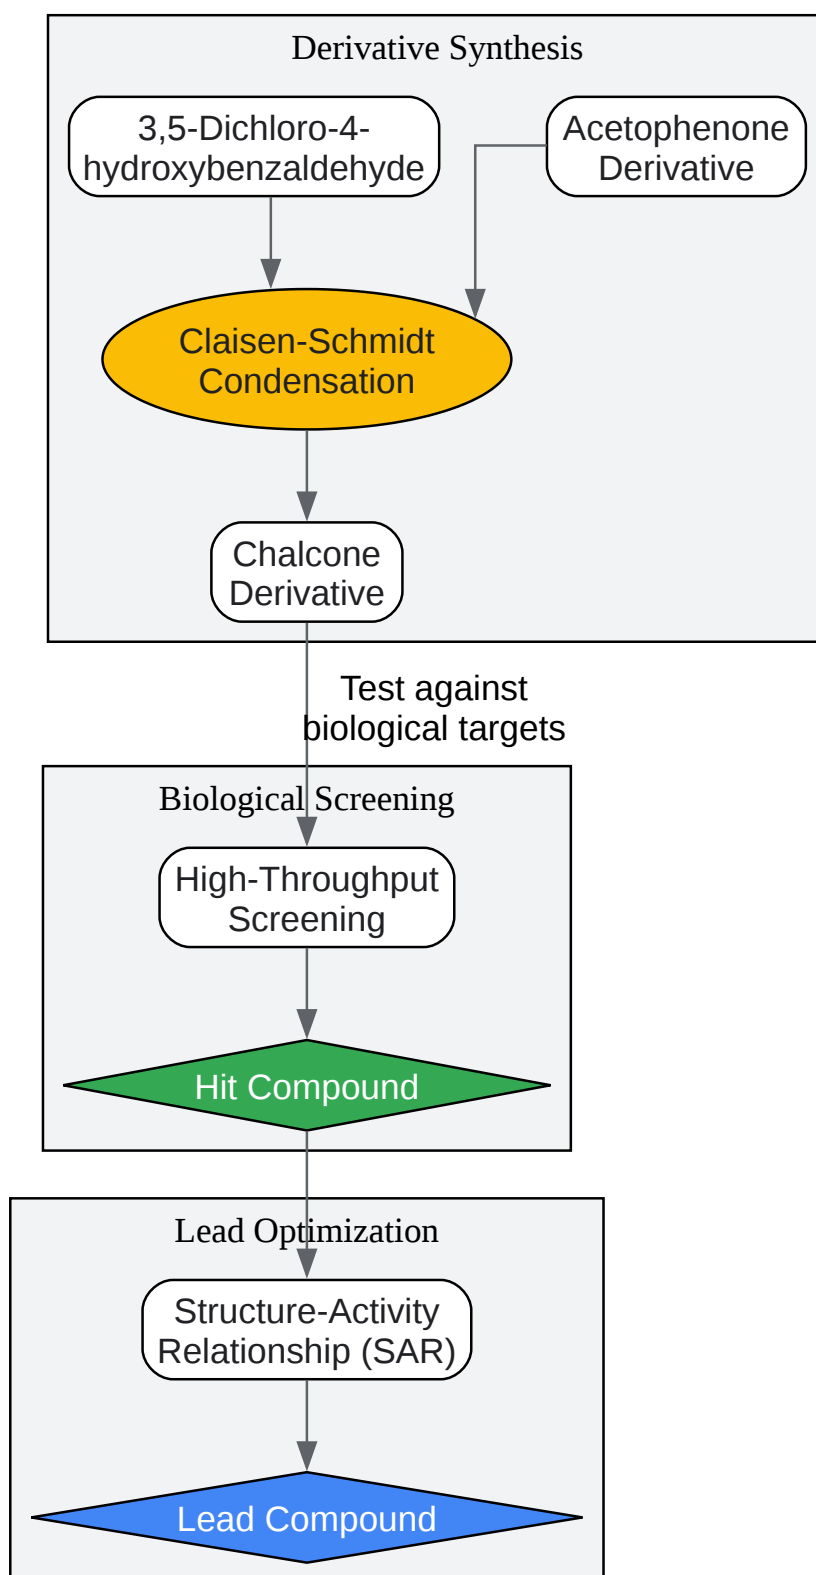 Derivative Synthesis
3,5-Dichloro-4-
hydroxybenzaldehyde
Acetophenone
Derivative
Claisen-Schmidt
Condensation
Chalcone
Derivative
Test against
biological targets
Biological Screening
High-Throughput
Screening
Hit Compound
Lead Optimization
Structure-Activity
Relationship (SAR)
Lead Compound